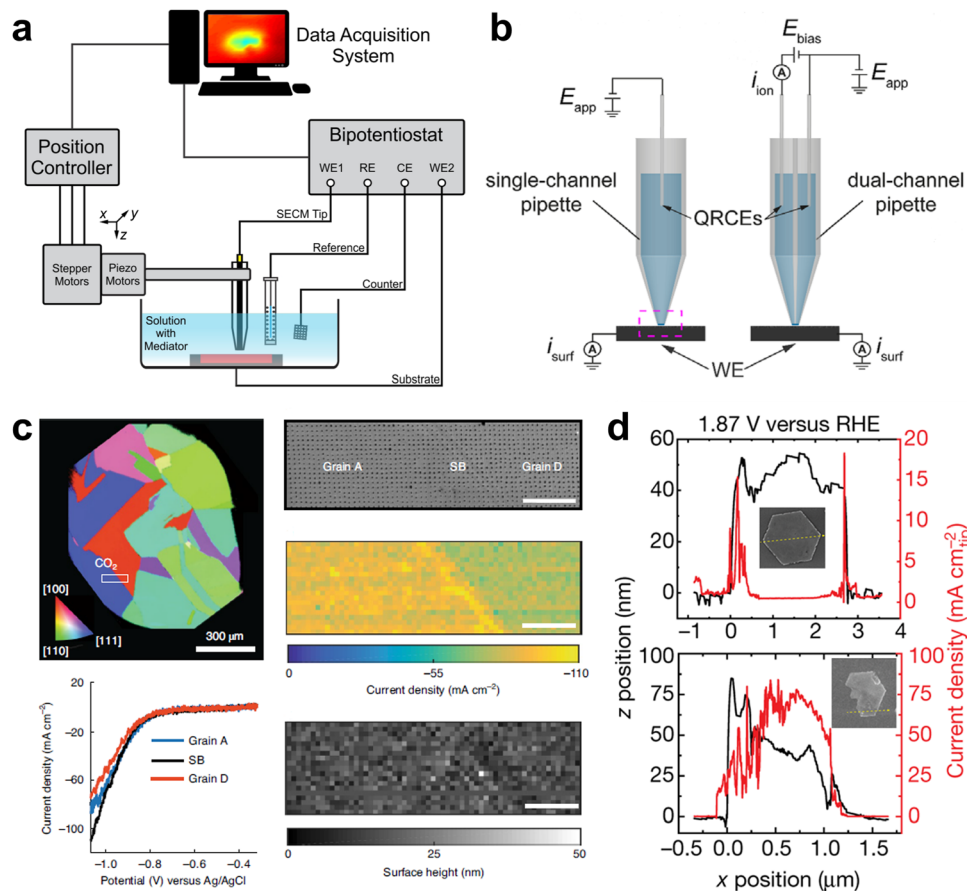 a
Data Acquisition
System
Position
Controller
Bipotentiostat
WE1 RE CE WE2
SECM Tip
x y
z
Reference
Stepper
Motors
Piezo
Motors
Counter
Solution
with
Mediator
Substrate
b
E_bias
E_app
i_ion
A
E_app
single-channel
pipette
QRCEs
dual-channel
pipette
i_surf
A
WE
A
i_surf
c
CO₂
[100]
[111]
[110]
300 μm
Grain A SB Grain D
0 −55 −110
Current density (mA cm⁻²)
20
0
−20
−60
−100
Current density (mA cm⁻²)
Grain A
SB
Grain D
−1.0 −0.8 −0.6 −0.4
Potential (V) versus Ag/AgCl
0 25 50
Surface height (nm)
d
1.87 V versus RHE
60
40
20
0
18
15
10
5
0
−1 0 1 2 3 4
100
75
50
25
0
100
75
50
25
0
−0.5 0.0 0.5 1.0 1.5 2.0
z position (nm)
Current density (mA cm⁻²_tip)
x position (μm)